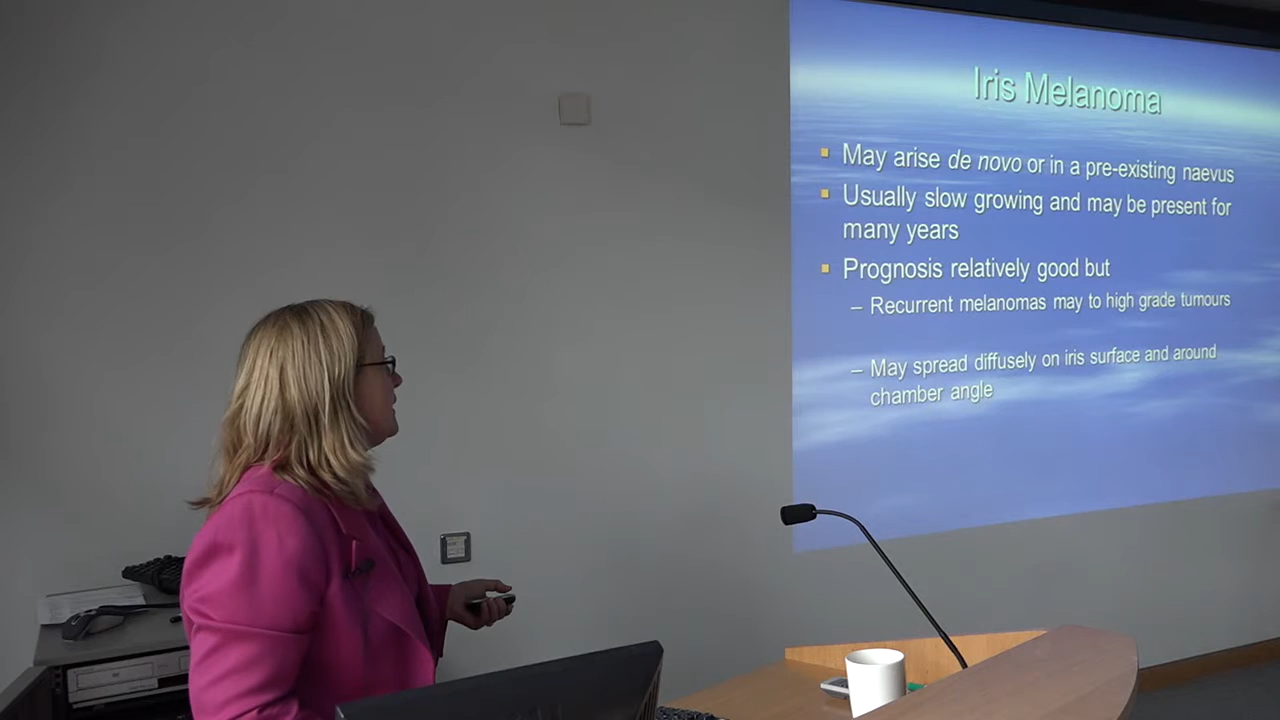 Iris Melanoma
May arise de novo or in a pre-existing naevus
Usually slow growing and may be present for
many years
Prognosis relatively good but
– Recurrent melanomas may to high grade tumours
– May spread diffusely on iris surface and around
chamber angle